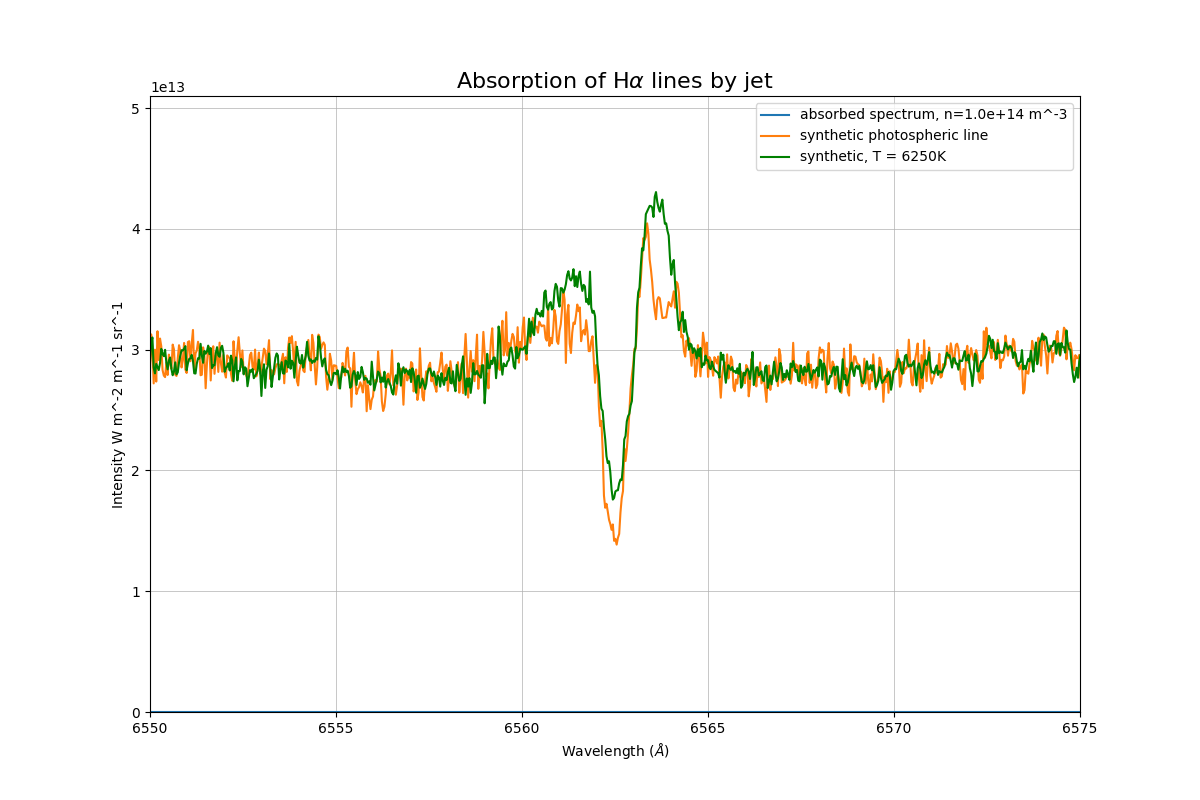 Absorption of Hα lines by jet
1e13
absorbed spectrum, n=1.0e+14 m^-3
synthetic photospheric line
synthetic, T = 6250K
5
4
3
2
1
0
Intensity W m^-2 m^-1 sr^-1
6550 6555 6560 6565 6570 6575
Wavelength (Å)